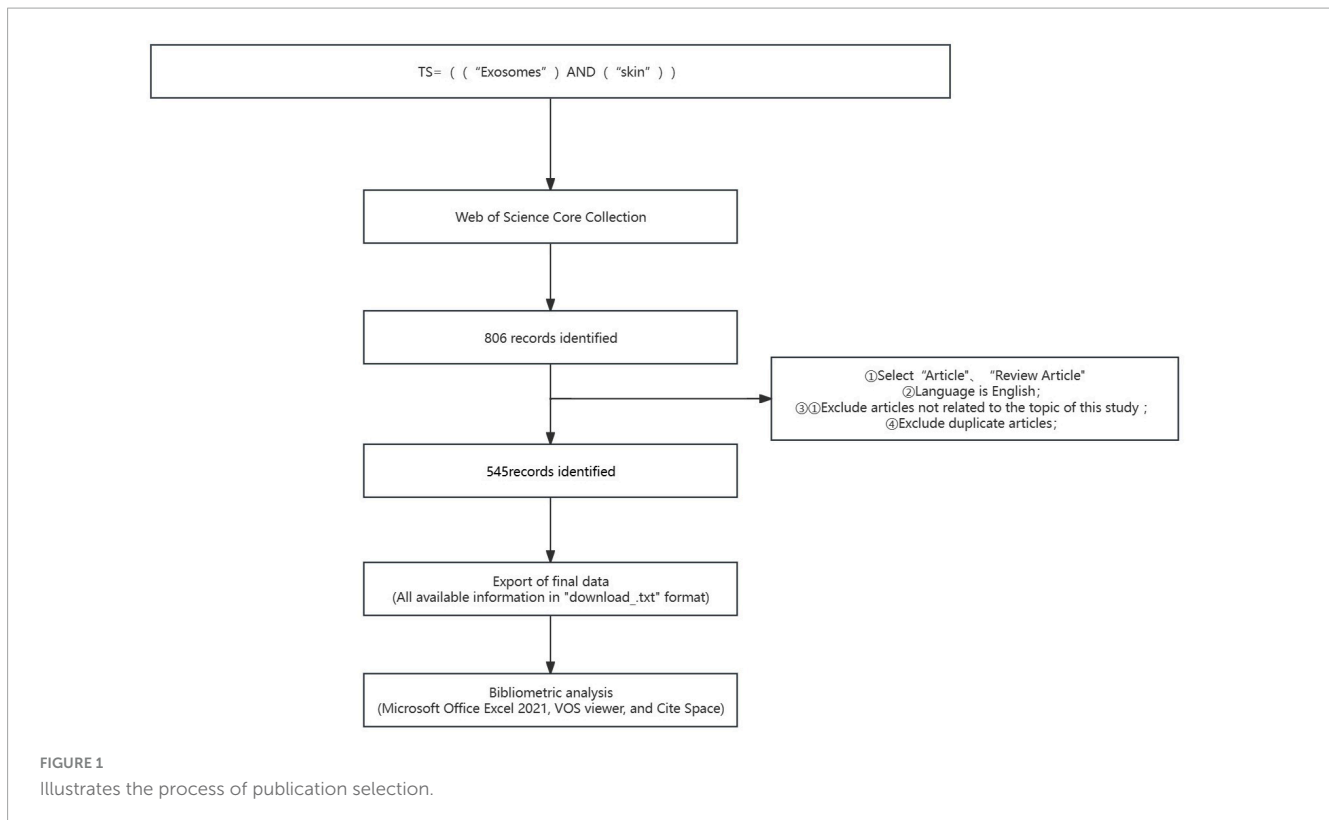 TS=（（“Exosomes”）AND（“skin”））
Web of Science Core Collection
806 records identified
①Select “Article"、 “Review Article"
②Language is English；
③①Exclude articles not related to the topic of this study；
④Exclude duplicate articles；
545records identified
Export of final data
(All available information in "download_.txt" format)
Bibliometric analysis
(Microsoft Office Excel 2021, VOS viewer, and Cite Space)
FIGURE 1
Illustrates the process of publication selection.